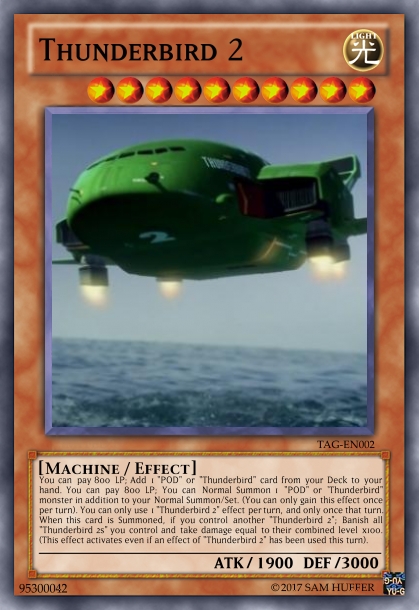 THUNDERBIRD 2
LIGHT
光
THUNDERBIRD
2
TAG-EN002
[MACHINE / EFFECT]
You can pay 800 LP; Add 1 "POD" or "Thunderbird" card from your Deck to your
hand. You can pay 800 LP; You can Normal Summon 1 "POD" or "Thunderbird"
monster in addition to your Normal Summon/Set. (You can only gain this effect once
per turn). You can only use 1 "Thunderbird 2" effect per turn, and only once that turn.
When this card is Summoned, if you control another "Thunderbird 2"; Banish all
"Thunderbird 2s" you control and take damage equal to their combined level x100.
(This effect activates even if an effect of "Thunderbird 2" has been used this turn).
ATK / 1900 DEF /3000
95300042
©2017 SAM HUFFER